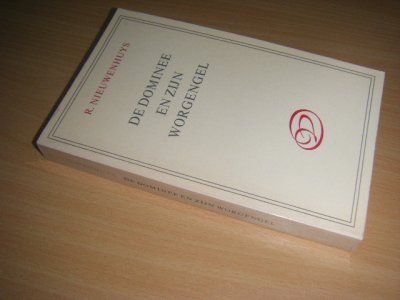 R. NIEUWENHUYS
DE DOMINEE
EN ZIJN
WORGENGEL
DE DOMINEE EN ZIJN WORGENGEL